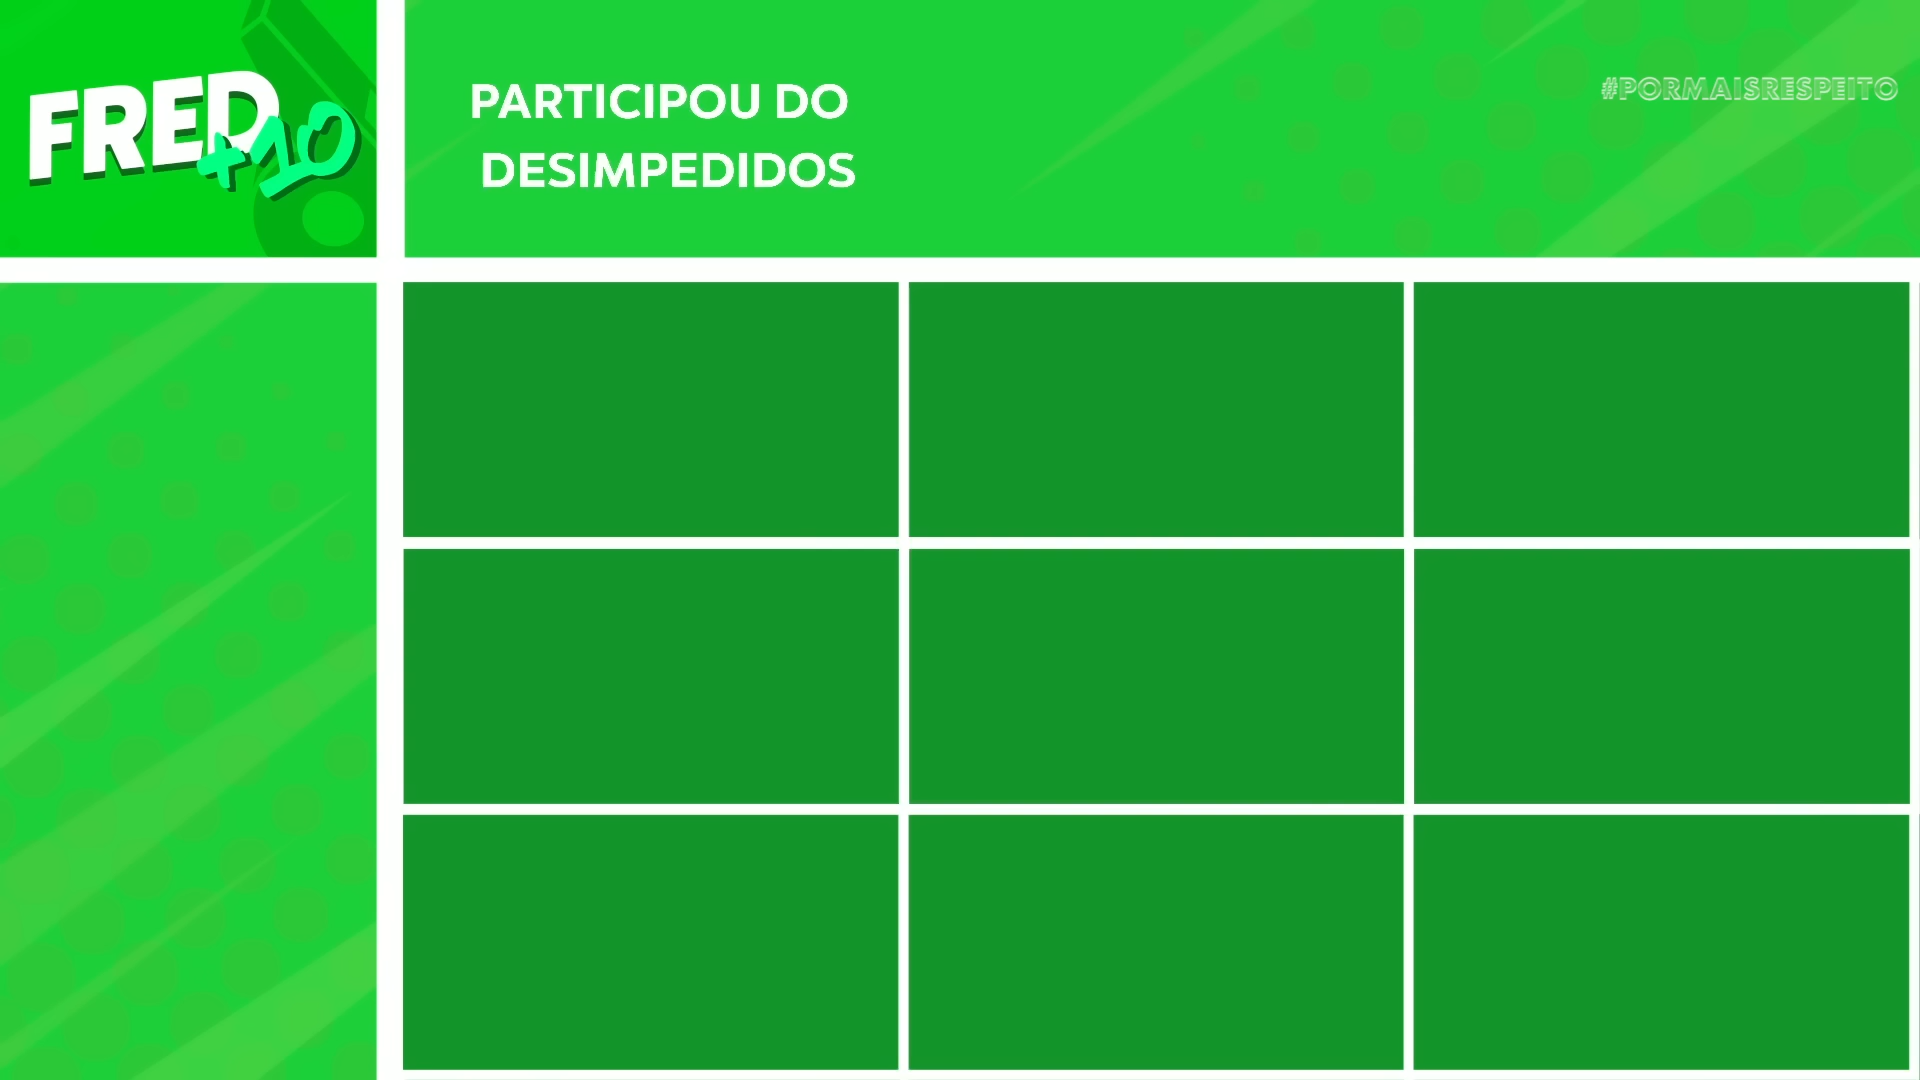 FRED
+10
PARTICIPOU DO
DESIMPEDIDOS
#PORMAISRESPEITO